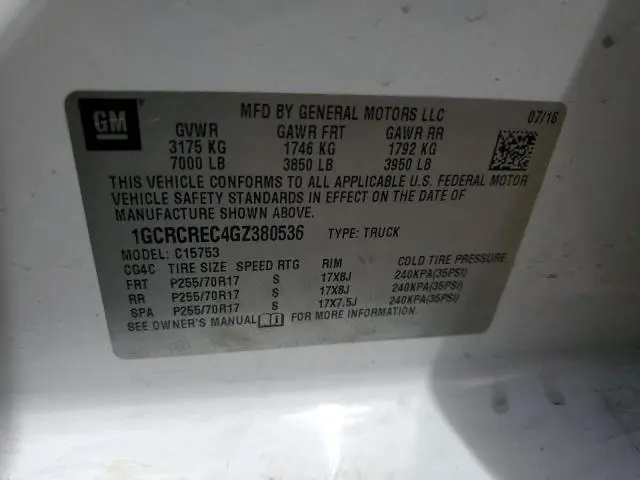 GM
MFD BY GENERAL MOTORS LLC 07/16
GVWR GAWR FRT GAWR RR
3175 KG 1746 KG 1792 KG
7000 LB 3850 LB 3950 LB
THIS VEHICLE CONFORMS TO ALL APPLICABLE U.S. FEDERAL MOTOR
VEHICLE SAFETY STANDARDS IN EFFECT ON THE DATE OF
MANUFACTURE SHOWN ABOVE.
1GCRCREC4GZ380536 TYPE: TRUCK
MODEL: C15753
CG4C TIRE SIZE SPEED RTG RIM COLD TIRE PRESSURE
FRT P255/70R17 S 17X8J 240KPA(35PSI)
RR P255/70R17 S 17X8J 240KPA(35PSI)
SPA P255/70R17 S 17X7.5J 240KPA(35PSI)
SEE OWNER'S MANUAL FOR MORE INFORMATION.